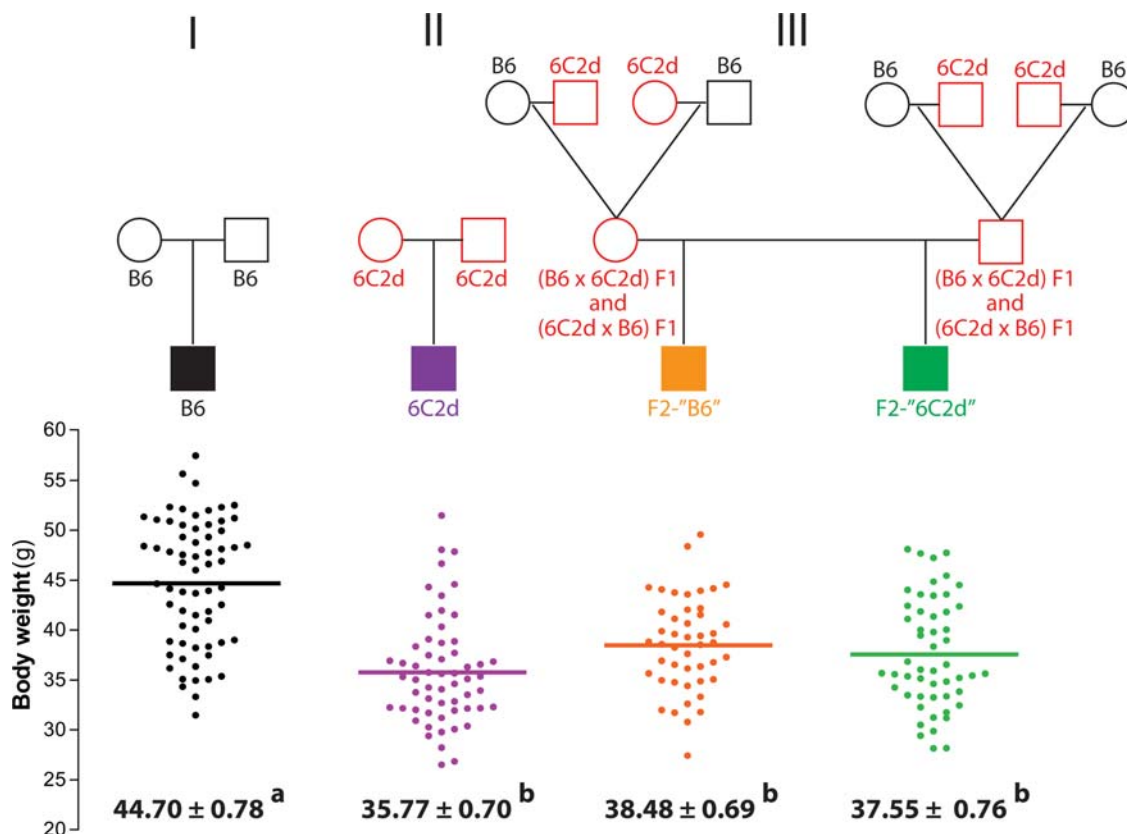 I
II
III
B6
6C2d
6C2d
B6
B6
6C2d
6C2d
B6
B6
B6
6C2d
6C2d
(B6 x 6C2d) F1
and
(6C2d x B6) F1
(B6 x 6C2d) F1
and
(6C2d x B6) F1
B6
6C2d
F2-"B6"
F2-"6C2d"
Body weight (g)
60
55
50
45
40
35
30
25
20
44.70 ± 0.78 a
35.77 ± 0.70 b
38.48 ± 0.69 b
37.55 ± 0.76 b